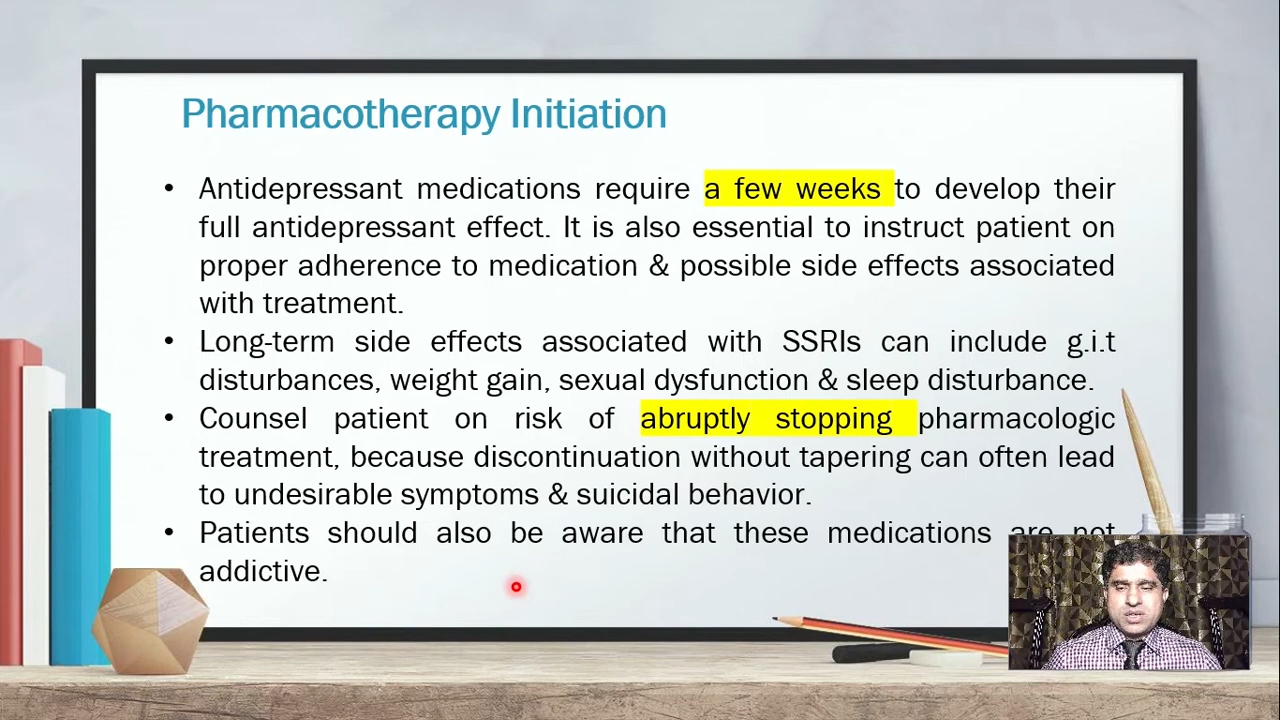 Pharmacotherapy Initiation
• Antidepressant medications require a few weeks to develop their
full antidepressant effect. It is also essential to instruct patient on
proper adherence to medication & possible side effects associated
with treatment.
• Long-term side effects associated with SSRIs can include g.i.t
disturbances, weight gain, sexual dysfunction & sleep disturbance.
• Counsel patient on risk of abruptly stopping pharmacologic
treatment, because discontinuation without tapering can often lead
to undesirable symptoms & suicidal behavior.
• Patients should also be aware that these medications are not
addictive.